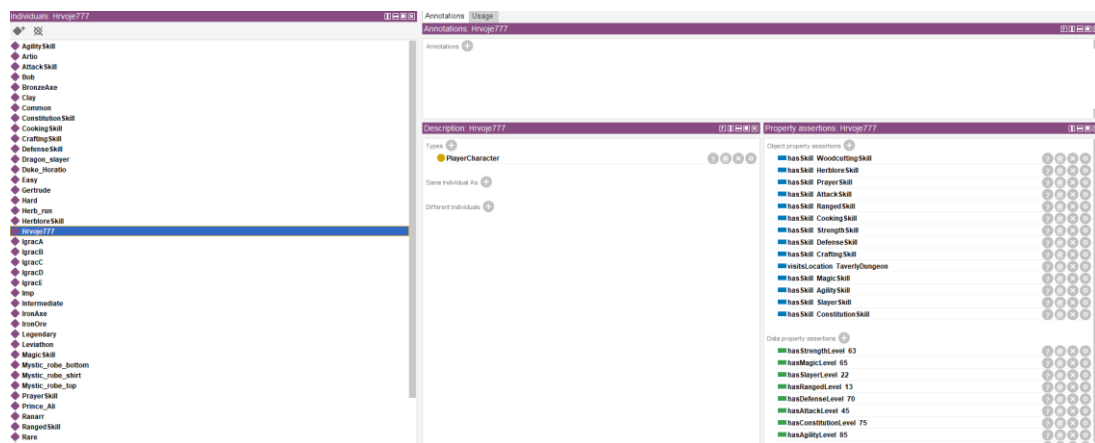 Individuals: Hrvoje777
AgilitySkill
Artio
AttackSkill
Bob
BronzeAxe
Clay
Common
ConstitutionSkill
CookingSkill
CraftingSkill
DefenseSkill
Dragon_slayer
Duke_Horatio
Easy
Gertrude
Hard
Herb_run
HerbloreSkill
Hrvoje777
IgracA
IgracB
IgracC
IgracD
IgracE
Imp
Intermediate
IronAxe
IronOre
Legendary
Leviathon
MagicSkill
Mystic_robe_bottom
Mystic_robe_shirt
Mystic_robe_top
PrayerSkill
Prince_Ali
Ranarr
RangedSkill
Rare
Annotations Usage
Annotations: Hrvoje777
Annotations
Description: Hrvoje777
Types
PlayerCharacter
Same Individual As
Different Individuals
Property assertions: Hrvoje777
Object property assertions
hasSkill WoodcuttingSkill
hasSkill HerbloreSkill
hasSkill PrayerSkill
hasSkill AttackSkill
hasSkill RangedSkill
hasSkill CookingSkill
hasSkill StrengthSkill
hasSkill DefenseSkill
hasSkill CraftingSkill
visitsLocation TaverlyDungeon
hasSkill MagicSkill
hasSkill AgilitySkill
hasSkill SlayerSkill
hasSkill ConstitutionSkill
Data property assertions
hasStrengthLevel 63
hasMagicLevel 65
hasSlayerLevel 22
hasRangedLevel 13
hasDefenseLevel 70
hasAttackLevel 45
hasConstitutionLevel 75
hasAgilityLevel 85